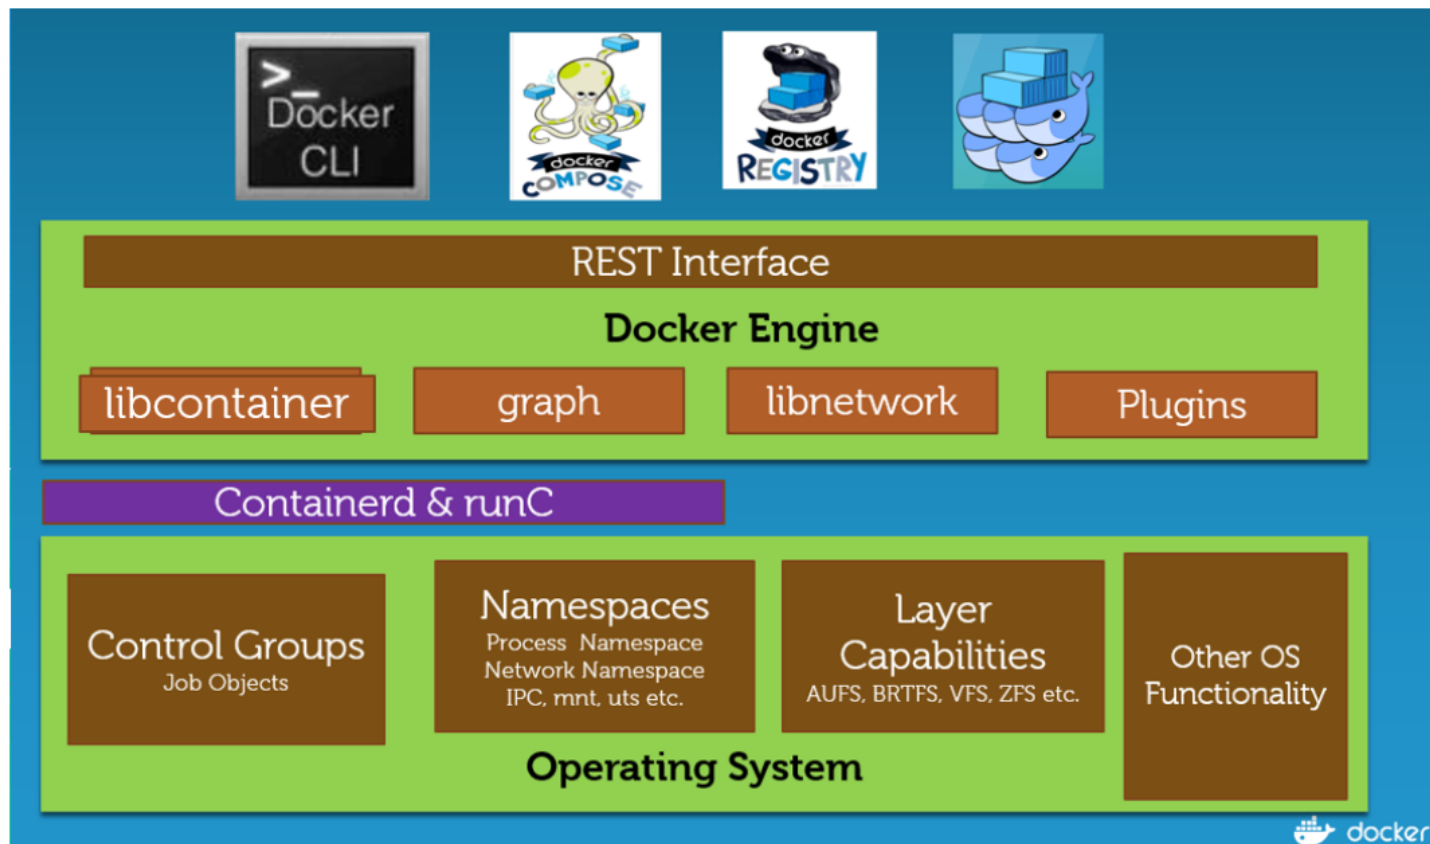 >_
Docker
CLI
docker
COMPOSE
docker
REGISTRY
REST Interface
Docker Engine
libcontainer
graph
libnetwork
Plugins
Containerd & runC
Control Groups
Job Objects
Namespaces
Process Namespace
Network Namespace
IPC, mnt, uts etc.
Layer
Capabilities
AUFS, BRTFS, VFS, ZFS etc.
Other OS
Functionality
Operating System
docker